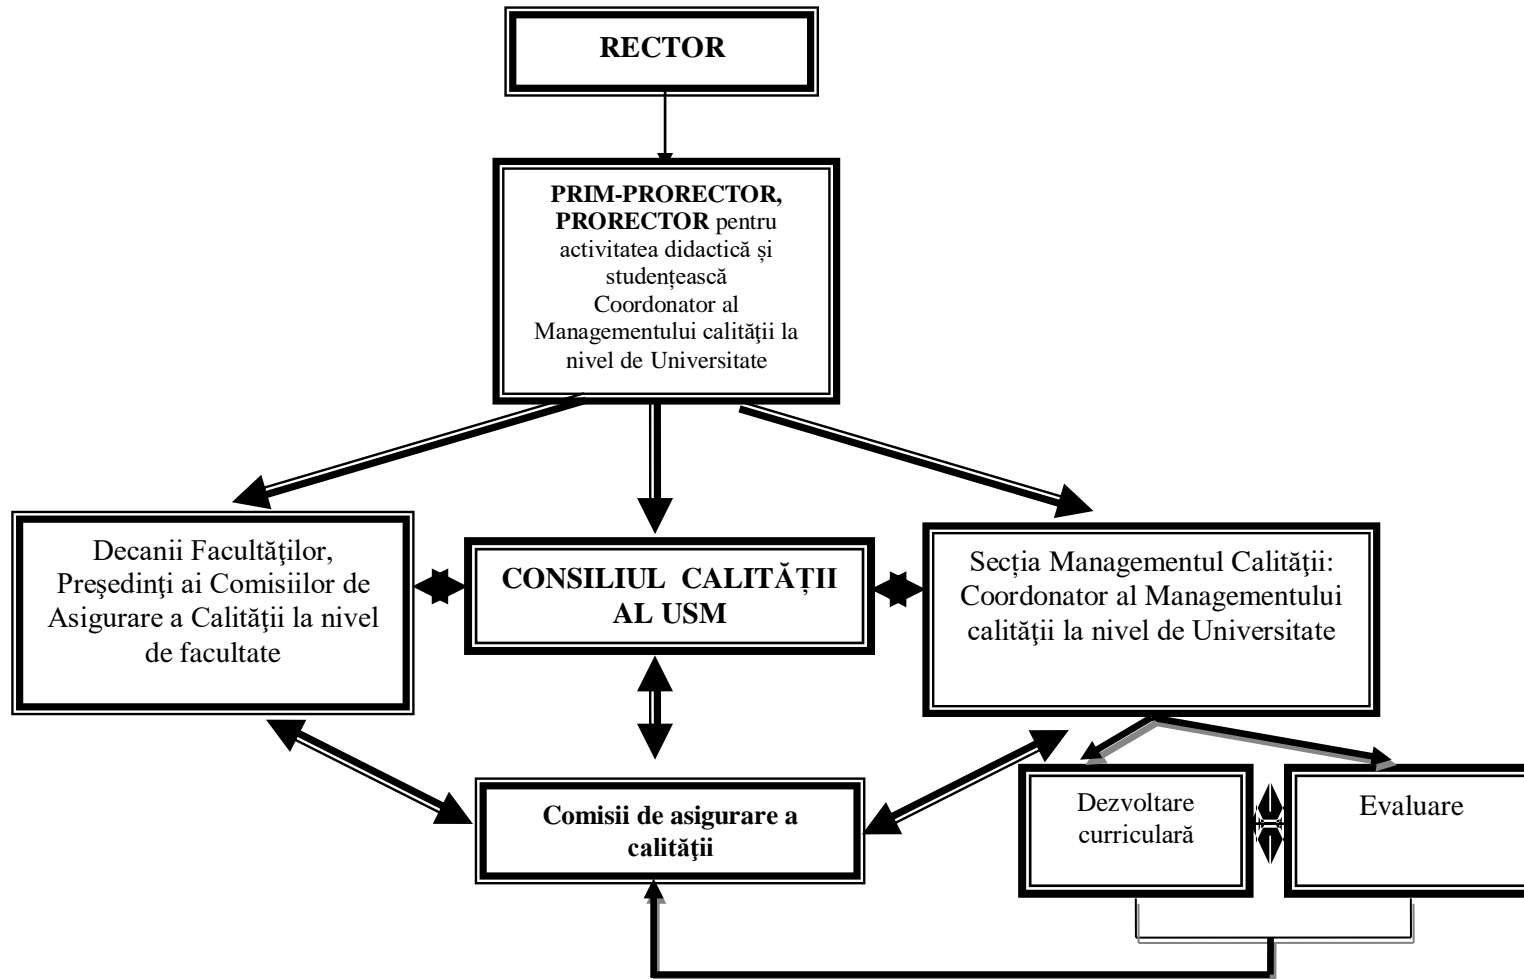 RECTOR
PRIM-PRORECTOR,
PRORECTOR pentru
activitatea didactică și
studențească
Coordonator al
Managementului calităţii la
nivel de Universitate
Decanii Facultăţilor,
Preşedinţi ai Comisiilor de
Asigurare a Calităţii la nivel
de facultate
CONSILIUL CALITĂȚII
AL USM
Secția Managementul Calităţii:
Coordonator al Managementului
calităţii la nivel de Universitate
Comisii de asigurare a
calităţii
Dezvoltare
curriculară
Evaluare